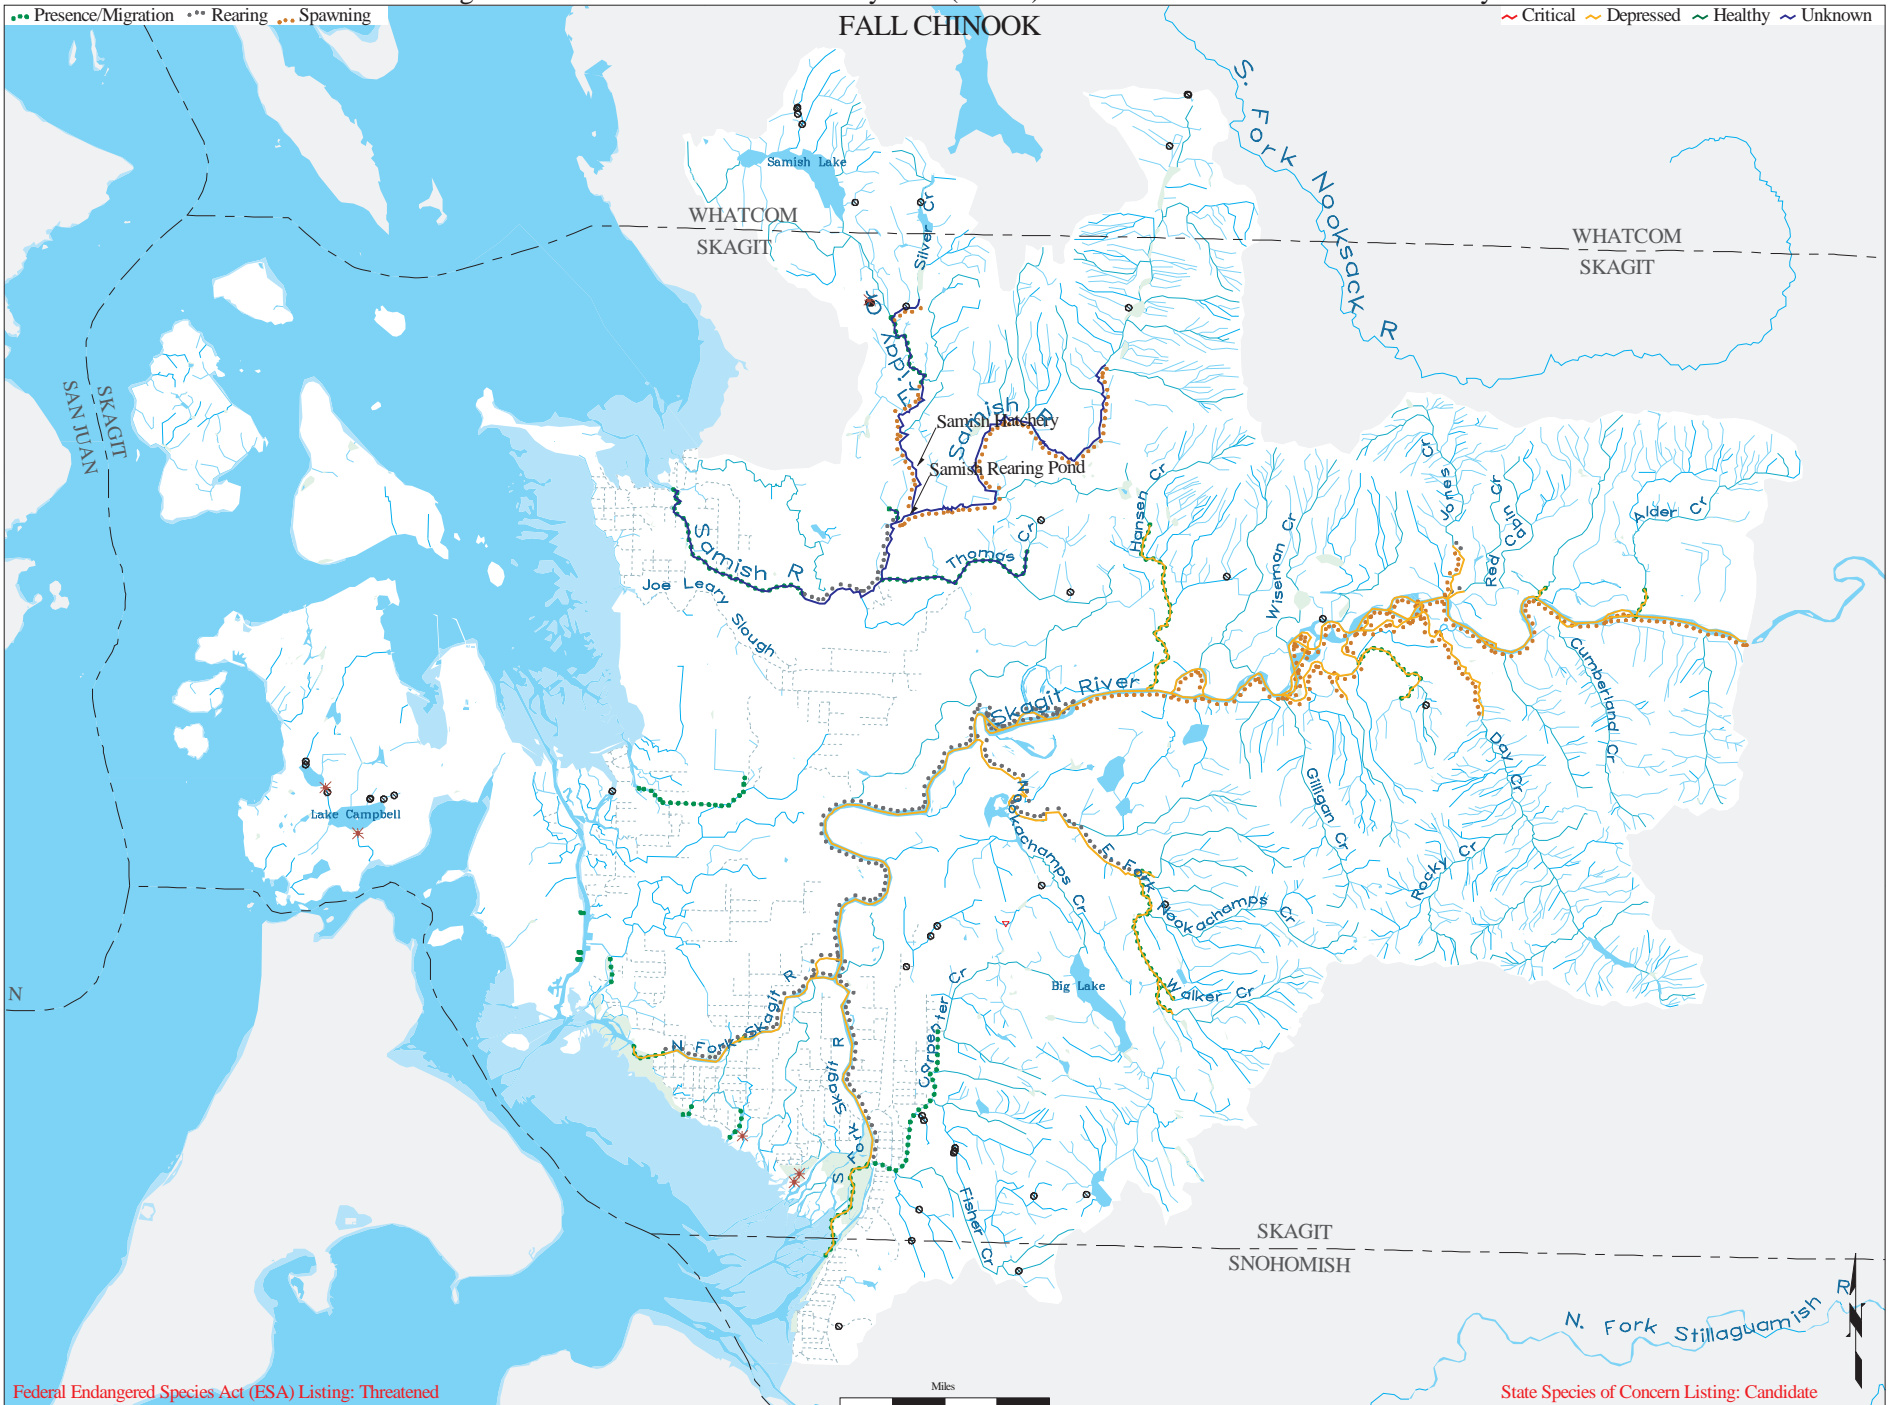 Presence/Migration Rearing Spawning
FALL CHINOOK
Critical Depressed Healthy Unknown
S. Fork Nooksack R
Samish Lake
WHATCOM
SKAGIT
Silver Cr
WHATCOM
SKAGIT
Friday Cr
SKAGIT
SAN JUAN
Samish R
Samish Hatchery
Samish Rearing Pond
Hansen Cr
Jones Cr
Red Cabin Cr
Alder Cr
Wiseman Cr
Samish R
Thomas Cr
Joe Leary Slough
Skagit River
Cumberland Cr
Day Cr
Gilligan Cr
Rocky Cr
Lake Campbell
Nookachamps Cr
E. Fork Nookachamps Cr
Walker Cr
Big Lake
Carpenter Cr
N Fork Skagit R
S Fork Skagit R
Fisher Cr
N
SKAGIT
SNOHOMISH
N. Fork Stillaguamish R
N
Miles
Federal Endangered Species Act (ESA) Listing: Threatened
State Species of Concern Listing: Candidate